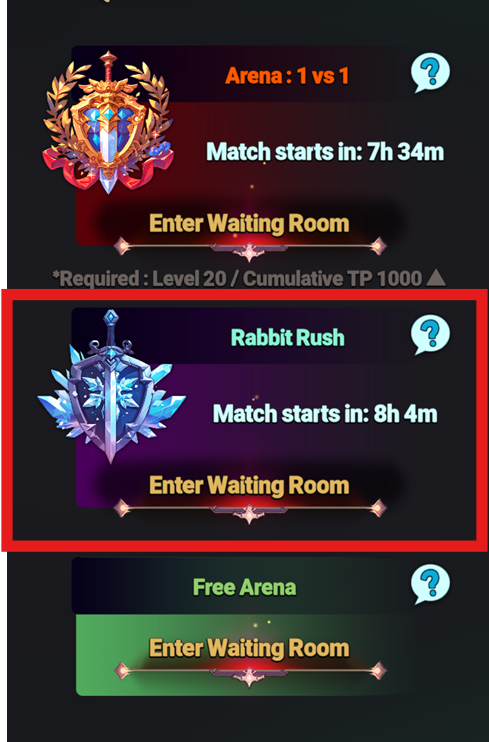 Arena : 1 vs 1
?
Match starts in: 7h 34m
Enter Waiting Room
*Required : Level 20 / Cumulative TP 1000 ▲
Rabbit Rush
?
Match starts in: 8h 4m
Enter Waiting Room
Free Arena
?
Enter Waiting Room